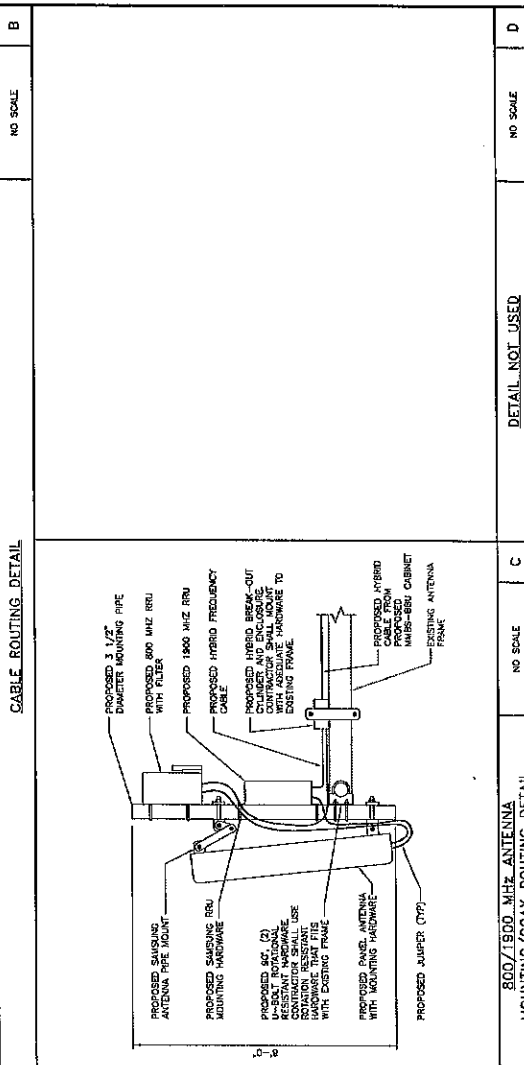 CABLE ROUTING DETAIL
NO SCALE
B
PROPOSED 3 1/2"
DIAMETER MOUNTING PIPE
PROPOSED 800 MHZ RRU
WITH FILTER
PROPOSED 1900 MHZ RRU
PROPOSED HYBRID FREQUENCY
CABLE
PROPOSED HYBRID BREAK-OUT
CYLINDER AND ENCLOSURE.
CONTRACTOR SHALL MOUNT
WITH ADEQUATE HARDWARE TO
EXISTING FRAME.
PROPOSED HYBRID
CABLE FROM
PROPOSED
MMBS-BBU CABINET
EXISTING ANTENNA
FRAME
PROPOSED SAMSUNG
ANTENNA PIPE MOUNT
PROPOSED SAMSUNG RRU
MOUNTING HARDWARE
PROPOSED 90°, (2)
U-BOLT ROTATIONAL
RESISTANT HARDWARE.
CONTRACTOR SHALL USE
ROTATION RESISTANT
HARDWARE THAT FITS
WITH EXISTING FRAME
PROPOSED PANEL ANTENNA
WITH MOUNTING HARDWARE
PROPOSED JUMPER (TYP)
8'-0"
800/1900 MHz ANTENNA
MOUNTING/COAX ROUTING DETAIL
NO SCALE
C
DETAIL NOT USED
NO SCALE
D